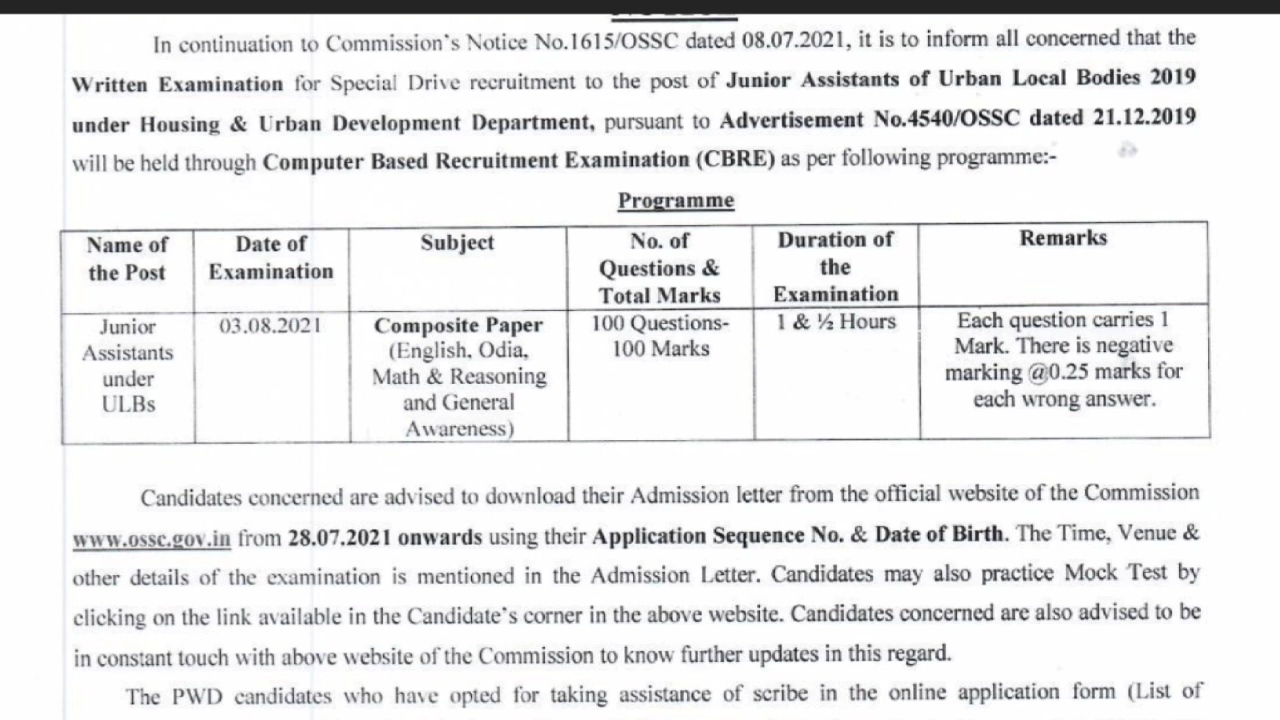 In continuation to Commission's Notice No.1615/OSSC dated 08.07.2021, it is to inform all concerned that the
Written Examination for Special Drive recruitment to the post of Junior Assistants of Urban Local Bodies 2019
under Housing & Urban Development Department, pursuant to Advertisement No.4540/OSSC dated 21.12.2019
will be held through Computer Based Recruitment Examination (CBRE) as per following programme:-
Programme
Name of
the Post
Date of
Examination
Subject
No. of
Questions &
Total Marks
Duration of
the
Examination
Remarks
Junior
Assistants
under
ULBs
03.08.2021
Composite Paper
(English, Odia,
Math & Reasoning
and General
Awareness)
100 Questions-
100 Marks
1 & ½ Hours
Each question carries 1
Mark. There is negative
marking @0.25 marks for
each wrong answer.
Candidates concerned are advised to download their Admission letter from the official website of the Commission
www.ossc.gov.in from 28.07.2021 onwards using their Application Sequence No. & Date of Birth. The Time, Venue &
other details of the examination is mentioned in the Admission Letter. Candidates may also practice Mock Test by
clicking on the link available in the Candidate's corner in the above website. Candidates concerned are also advised to be
in constant touch with above website of the Commission to know further updates in this regard.
The PWD candidates who have opted for taking assistance of scribe in the online application form (List of